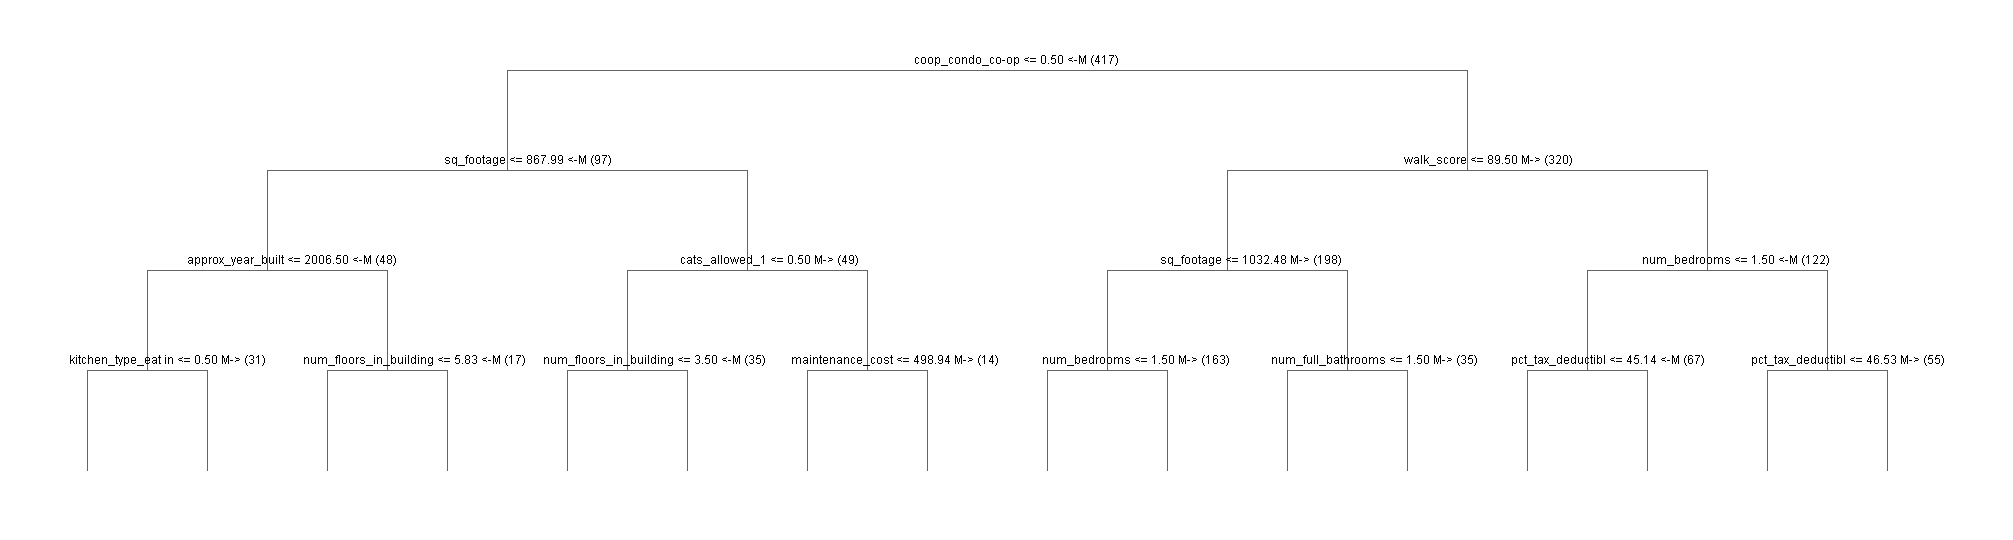 coop_condo_co-op <= 0.50 <-M (417)
sq_footage <= 867.99 <-M (97)
walk_score <= 89.50 M-> (320)
approx_year_built <= 2006.50 <-M (48)
cats_allowed_1 <= 0.50 M-> (49)
sq_footage <= 1032.48 M-> (198)
num_bedrooms <= 1.50 <-M (122)
kitchen_type_eat in <= 0.50 M-> (31)
num_floors_in_building <= 5.83 <-M (17)
num_floors_in_building <= 3.50 <-M (35)
maintenance_cost <= 498.94 M-> (14)
num_bedrooms <= 1.50 M-> (163)
num_full_bathrooms <= 1.50 M-> (35)
pct_tax_deductibl <= 45.14 <-M (67)
pct_tax_deductibl <= 46.53 M-> (55)